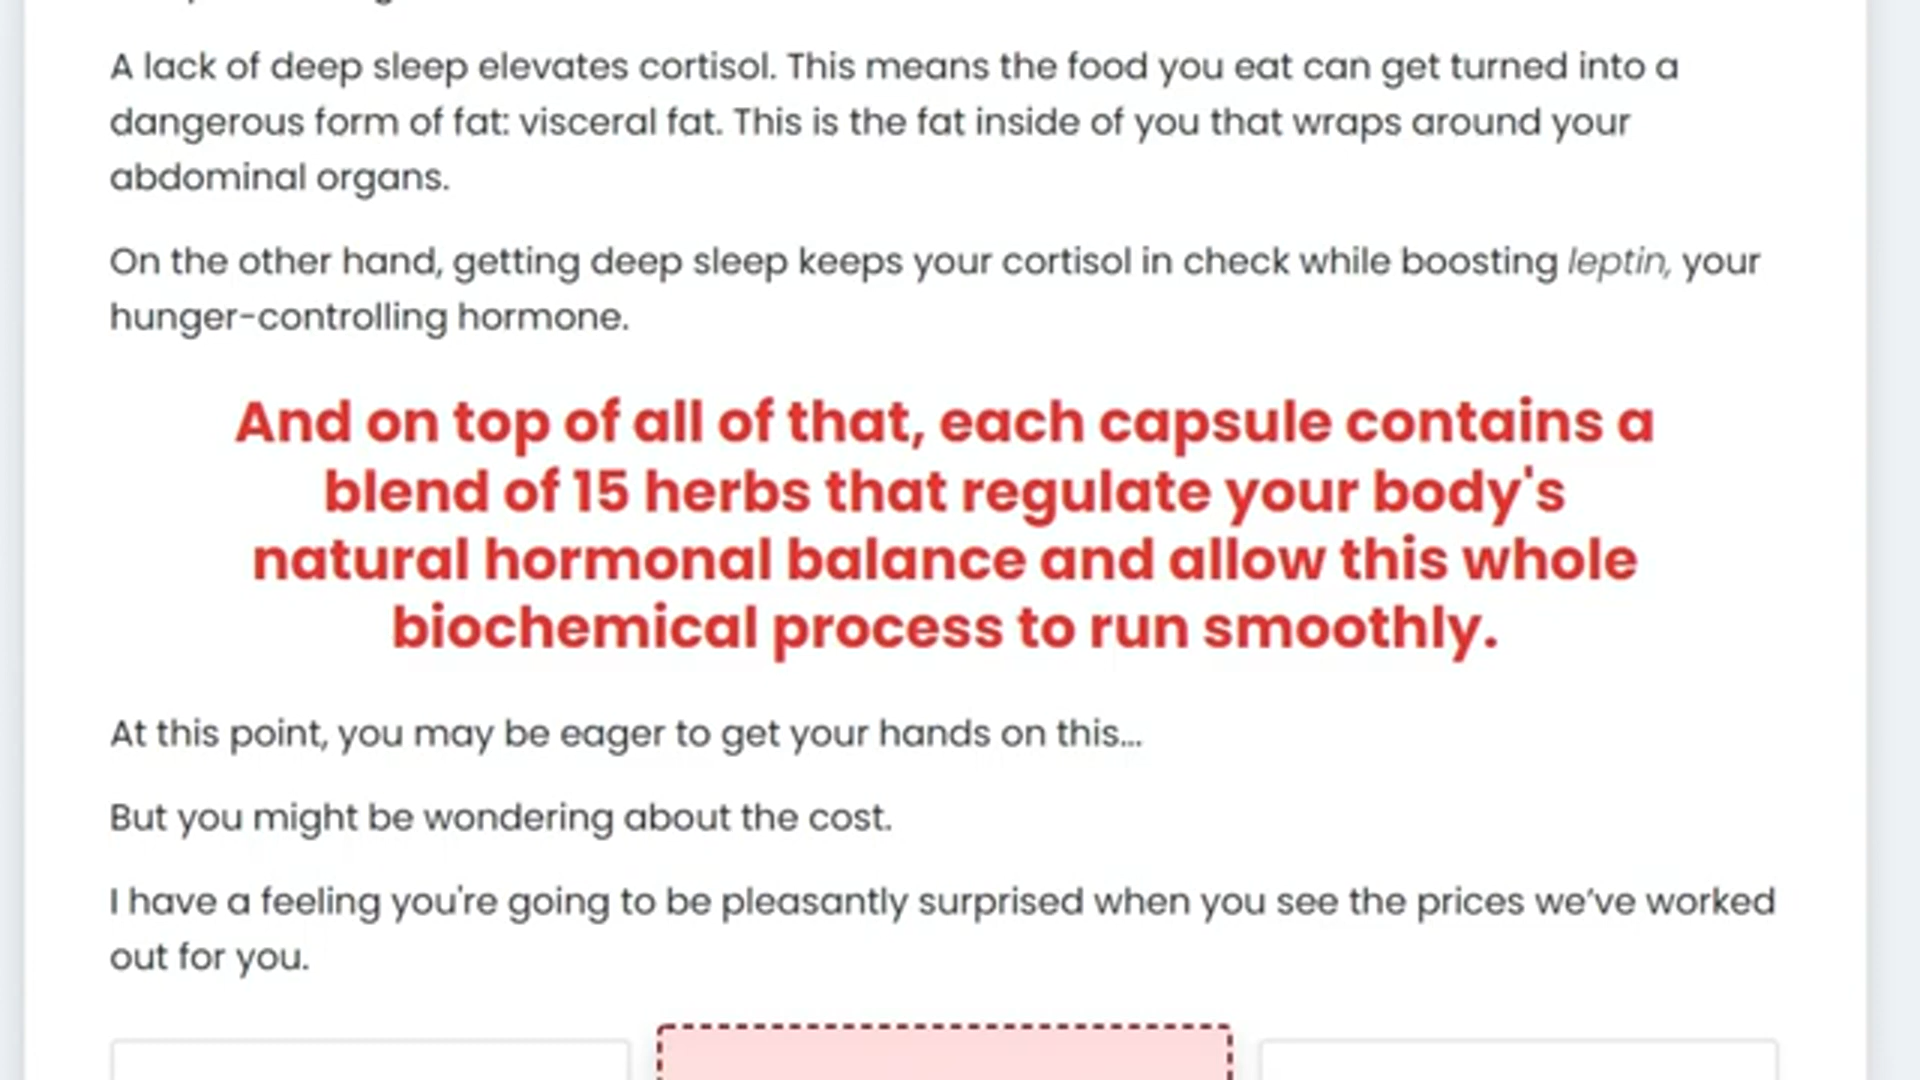 A lack of deep sleep elevates cortisol. This means the food you eat can get turned into a
dangerous form of fat: visceral fat. This is the fat inside of you that wraps around your
abdominal organs.
On the other hand, getting deep sleep keeps your cortisol in check while boosting leptin, your
hunger-controlling hormone.
And on top of all of that, each capsule contains a
blend of 15 herbs that regulate your body's
natural hormonal balance and allow this whole
biochemical process to run smoothly.
At this point, you may be eager to get your hands on this...
But you might be wondering about the cost.
I have a feeling you're going to be pleasantly surprised when you see the prices we’ve worked
out for you.